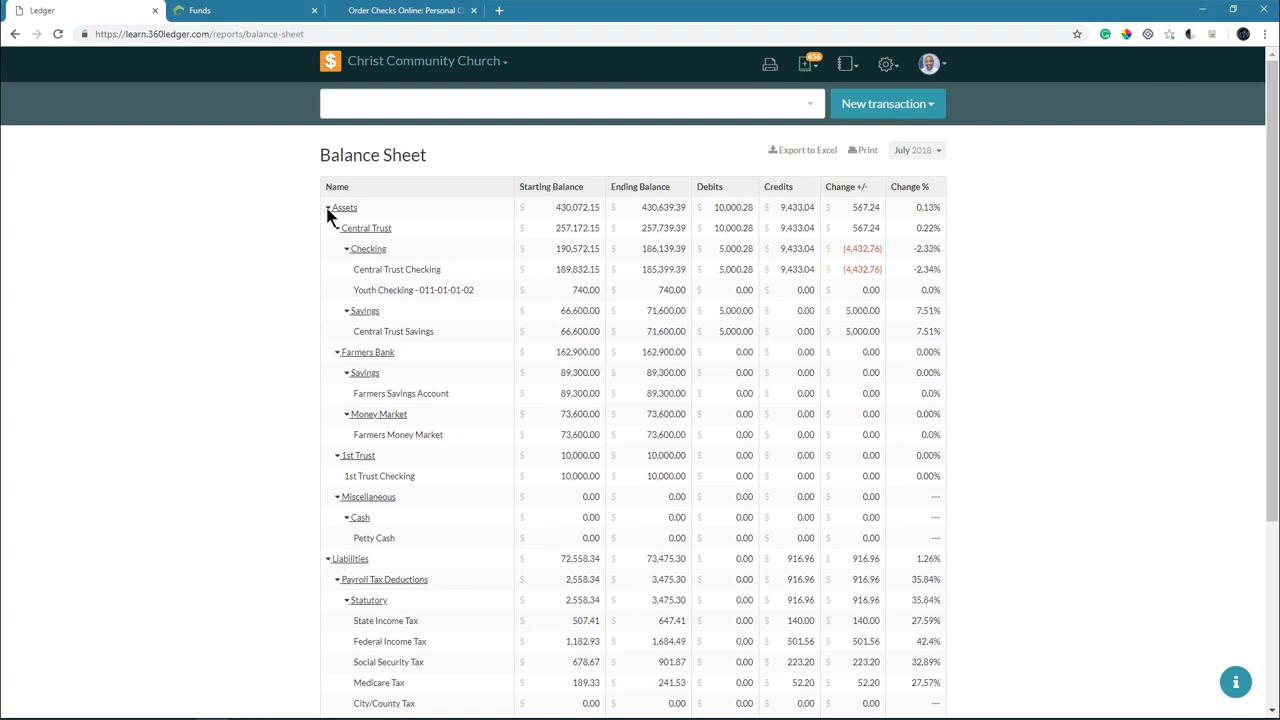 Ledger
Funds
Order Checks Online: Personal C
https://learn.360ledger.com/reports/balance-sheet
$ Christ Community Church
456
New transaction
Balance Sheet
Export to Excel Print July 2018
Name Starting Balance Ending Balance Debits Credits Change +/- Change %
Assets $ 430,072.15 $ 430,639.39 $ 10,000.28 $ 9,433.04 $ 567.24 0.13%
Central Trust $ 257,172.15 $ 257,739.39 $ 10,000.28 $ 9,433.04 $ 567.24 0.22%
Checking $ 190,572.15 $ 186,139.39 $ 5,000.28 $ 9,433.04 $ (4,432.76) -2.33%
Central Trust Checking $ 189,832.15 $ 185,399.39 $ 5,000.28 $ 9,433.04 $ (4,432.76) -2.34%
Youth Checking - 011-01-01-02 $ 740.00 $ 740.00 $ 0.00 $ 0.00 $ 0.00 0.0%
Savings $ 66,600.00 $ 71,600.00 $ 5,000.00 $ 0.00 $ 5,000.00 7.51%
Central Trust Savings $ 66,600.00 $ 71,600.00 $ 5,000.00 $ 0.00 $ 5,000.00 7.51%
Farmers Bank $ 162,900.00 $ 162,900.00 $ 0.00 $ 0.00 $ 0.00 0.00%
Savings $ 89,300.00 $ 89,300.00 $ 0.00 $ 0.00 $ 0.00 0.00%
Farmers Savings Account $ 89,300.00 $ 89,300.00 $ 0.00 $ 0.00 $ 0.00 0.0%
Money Market $ 73,600.00 $ 73,600.00 $ 0.00 $ 0.00 $ 0.00 0.00%
Farmers Money Market $ 73,600.00 $ 73,600.00 $ 0.00 $ 0.00 $ 0.00 0.0%
1st Trust $ 10,000.00 $ 10,000.00 $ 0.00 $ 0.00 $ 0.00 0.00%
1st Trust Checking $ 10,000.00 $ 10,000.00 $ 0.00 $ 0.00 $ 0.00 0.00%
Miscellaneous $ 0.00 $ 0.00 $ 0.00 $ 0.00 $ 0.00 ---
Cash $ 0.00 $ 0.00 $ 0.00 $ 0.00 $ 0.00 ---
Petty Cash $ 0.00 $ 0.00 $ 0.00 $ 0.00 $ 0.00 ---
Liabilities $ 72,558.34 $ 73,475.30 $ 0.00 $ 916.96 $ 916.96 1.26%
Payroll Tax Deductions $ 2,558.34 $ 3,475.30 $ 0.00 $ 916.96 $ 916.96 35.84%
Statutory $ 2,558.34 $ 3,475.30 $ 0.00 $ 916.96 $ 916.96 35.84%
State Income Tax $ 507.41 $ 647.41 $ 0.00 $ 140.00 $ 140.00 27.59%
Federal Income Tax $ 1,182.93 $ 1,684.49 $ 0.00 $ 501.56 $ 501.56 42.4%
Social Security Tax $ 678.67 $ 901.87 $ 0.00 $ 223.20 $ 223.20 32.89%
Medicare Tax $ 189.33 $ 241.53 $ 0.00 $ 52.20 $ 52.20 27.57%
City/County Tax $ 0.00 $ 0.00 $ 0.00 $ 0.00 $ 0.00 ---